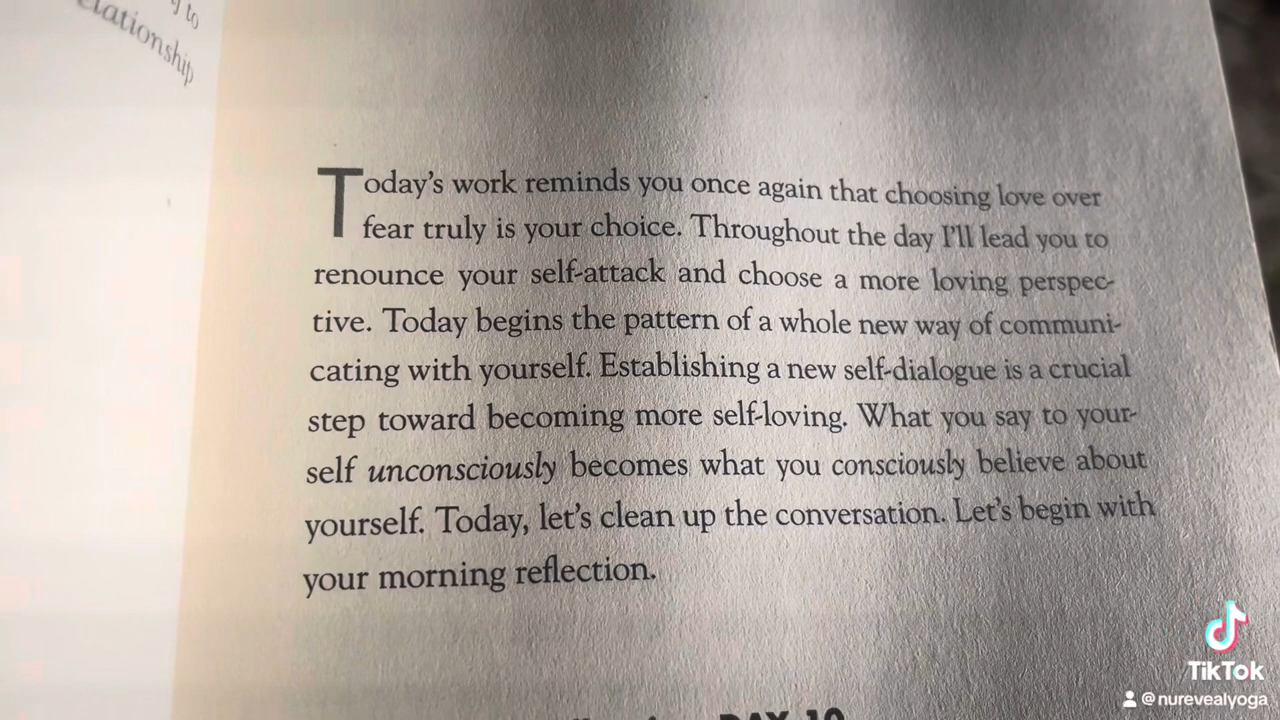 to
relationship
Today's work reminds you once again that choosing love over
fear truly is your choice. Throughout the day I'll lead you to
renounce your self-attack and choose a more loving perspec-
tive. Today begins the pattern of a whole new way of communi-
cating with yourself. Establishing a new self-dialogue is a crucial
step toward becoming more self-loving. What you say to your-
self unconsciously becomes what you consciously believe about
yourself. Today, let's clean up the conversation. Let's begin with
your morning reflection.
DAY 10
TikTok
@nurevealyoga